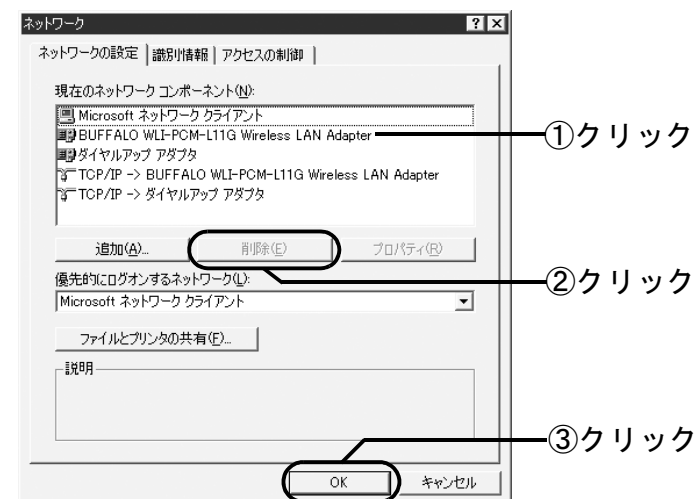 ネットワーク
ネットワークの設定 識別情報 アクセスの制御
現在のネットワーク コンポーネント(N):
Microsoft ネットワーク クライアント
BUFFALO WLI-PCM-L11G Wireless LAN Adapter
①クリック
ダイヤルアップ アダプタ
TCP/IP -> BUFFALO WLI-PCM-L11G Wireless LAN Adapter
TCP/IP -> ダイヤルアップ アダプタ
追加(A)... 削除(E) プロパティ(R)
優先的にログオンするネットワーク(L):
②クリック
Microsoft ネットワーク クライアント
ファイルとプリンタの共有(F)...
説明
③クリック
OK キャンセル